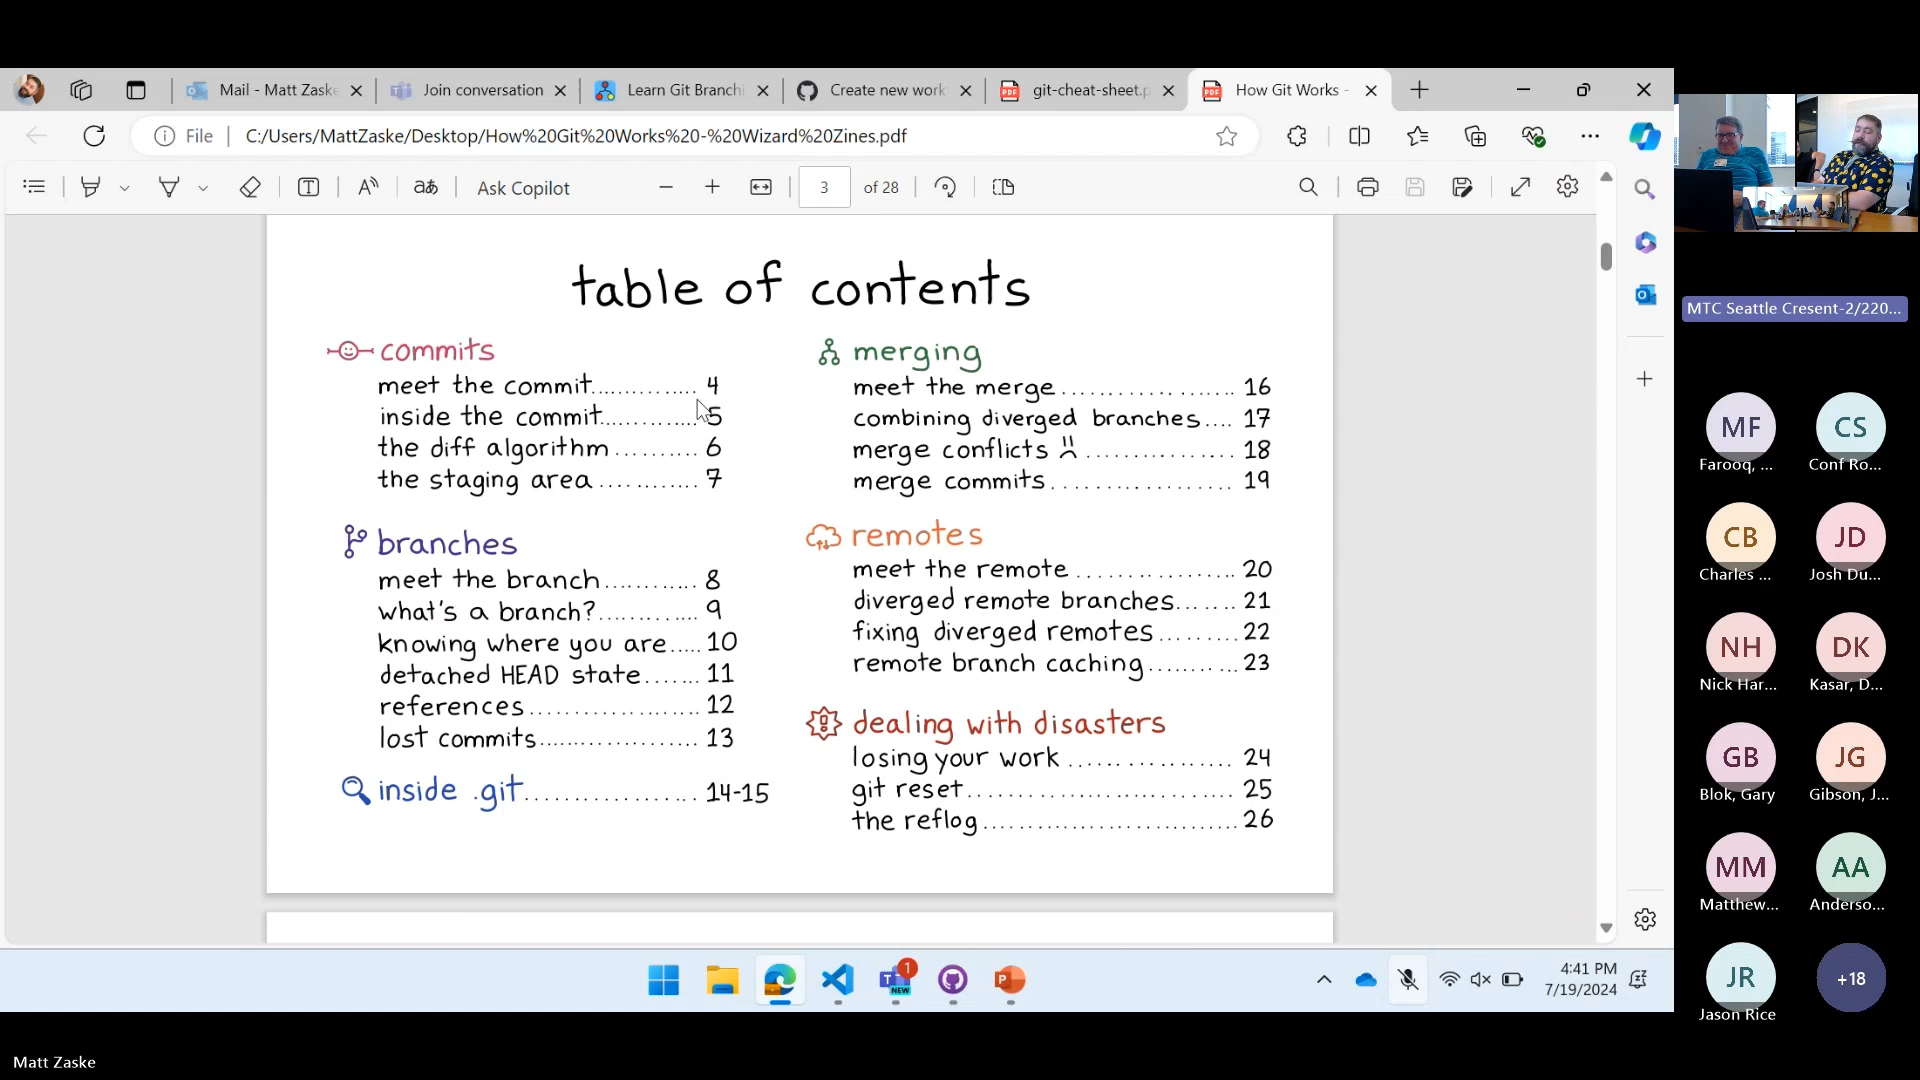 Mail - Matt Zaske
Join conversation
Learn Git Branchi
Create new work
git-cheat-sheet.p
How Git Works -
File
C:/Users/MattZaske/Desktop/How%20Git%20Works%20-%20Wizard%20Zines.pdf
Ask Copilot
3
of 28
table of contents
commits
meet the commit............. 4
inside the commit............ 5
the diff algorithm .......... 6
the staging area ............ 7
branches
meet the branch ............ 8
what's a branch? ............ 9
knowing where you are ..... 10
detached HEAD state ....... 11
references .................. 12
lost commits ................. 13
inside .git .................. 14-15
merging
meet the merge .................. 16
combining diverged branches .... 17
merge conflicts ................ 18
merge commits .................. 19
remotes
meet the remote ................ 20
diverged remote branches ....... 21
fixing diverged remotes ......... 22
remote branch caching ......... 23
dealing with disasters
losing your work ............... 24
git reset .......................... 25
the reflog ......................... 26
1
NEW
4:41 PM
7/19/2024
MTC Seattle Cresent-2/220...
MF
CS
Farooq, ...
Conf Ro...
CB
JD
Charles ...
Josh Du...
NH
DK
Nick Har...
Kasar, D...
GB
JG
Blok, Gary
Gibson, J...
MM
AA
Matthew...
Anderso...
JR
+18
Jason Rice
Matt Zaske